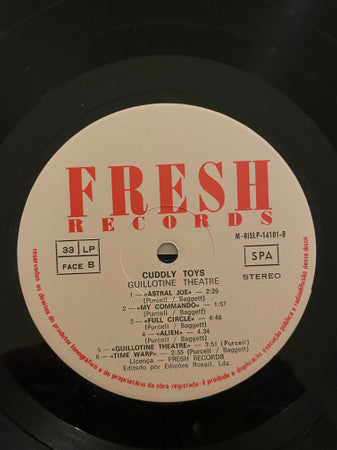 FRESH
RECORDS
M-RISLP-14101-B
33 LP
FACE B
SPA
STEREO
CUDDLY TOYS
GUILLOTINE THEATRE
1 — «ASTRAL JOE» — 2:26
(Purcell / Baggett)
2 — «MY COMMANDO» — 1:57
(Purcell / Baggett)
3 — «FULL CIRCLE» — 4:46
(Purcell / Baggett)
4 — «ALIEN» — 4.34
(Purcell / Baggett)
5 — «GUILLOTINE THEATRE» — 3:51 (Purcell)
6 — «TIME WARP» — 2:55 (Purcell / Baggett)
Licença — FRESH RECORDS
Editado por Edições Rossil, Lda.
reservados os direitos do produtor fonográfico e do proprietário da obra registada · é proibida a duplicação, execução pública e radiodifusão deste disco